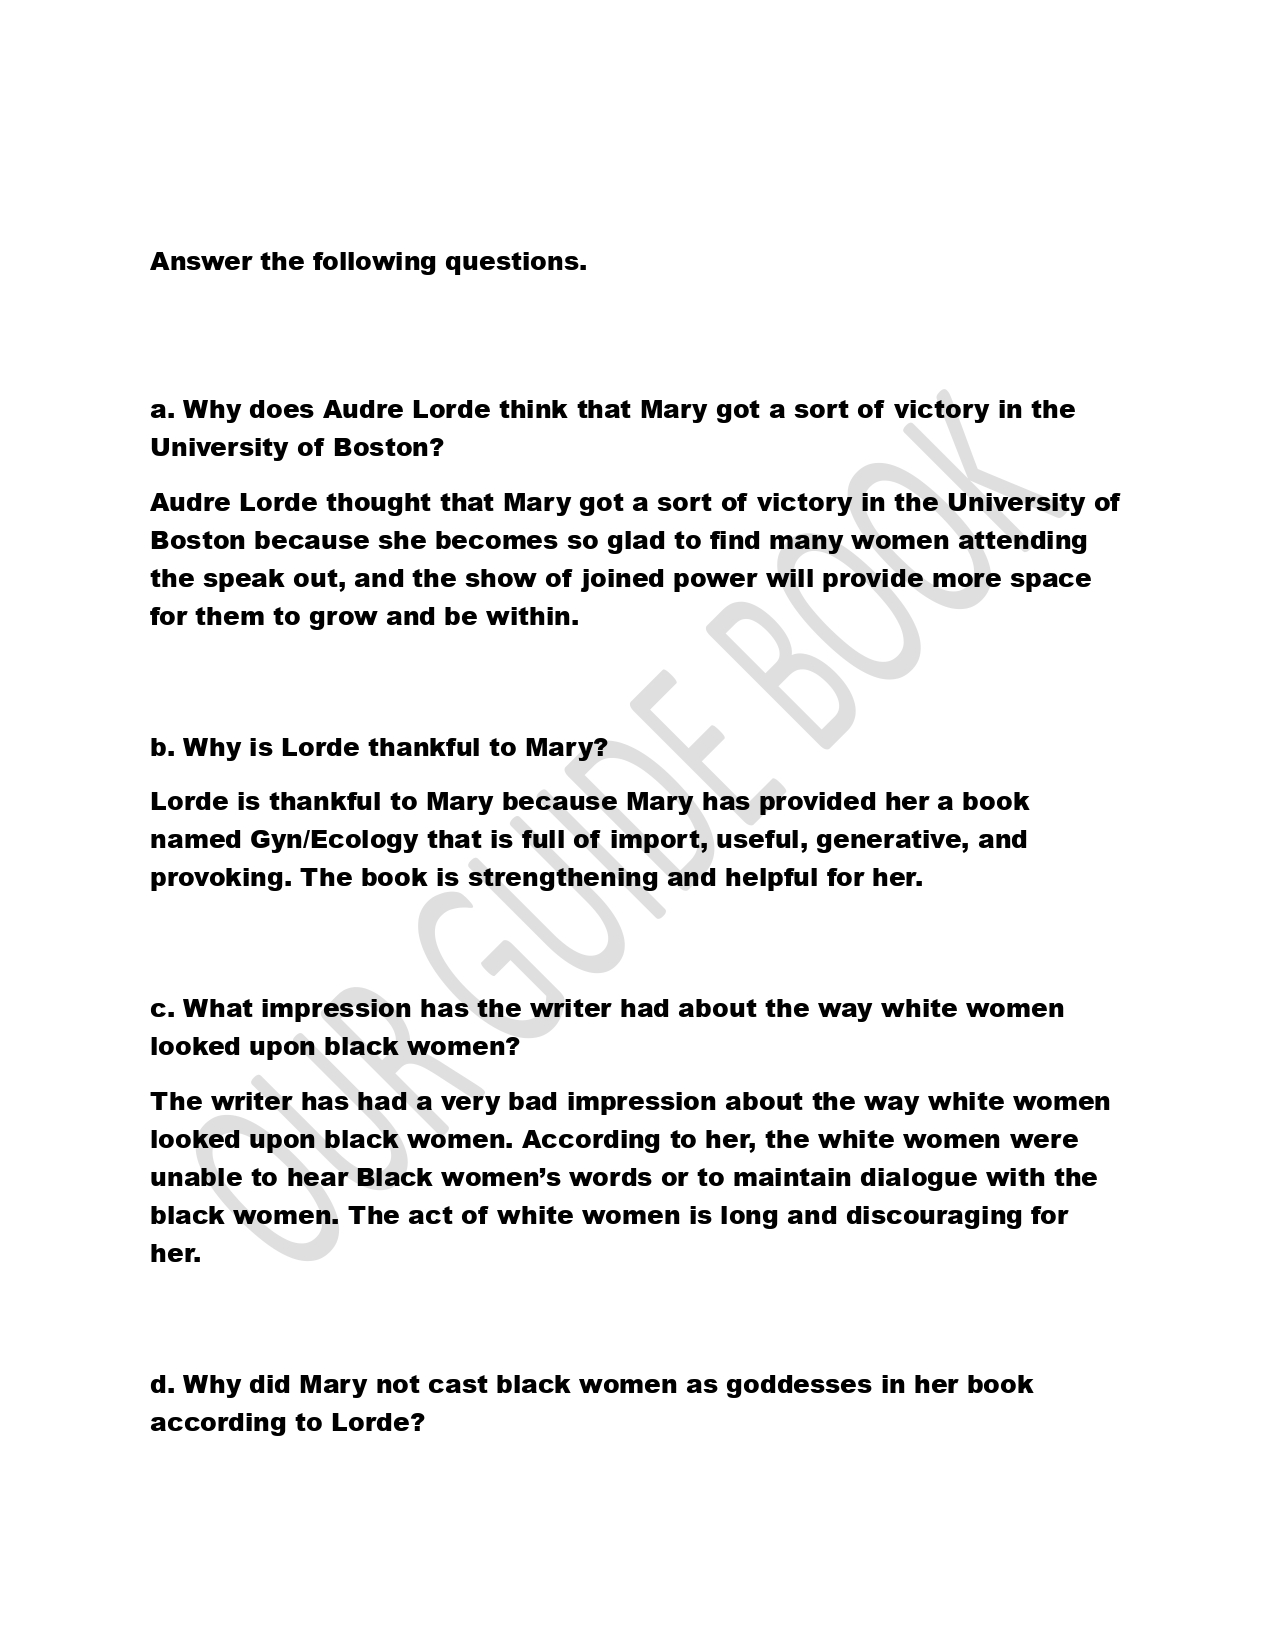 Answer the following questions.
a. Why does Audre Lorde think that Mary got a sort of victory in the
University of Boston?
Audre Lorde thought that Mary got a sort of victory in the University of
Boston because she becomes so glad to find many women attending
the speak out, and the show of joined power will provide more space
for them to grow and be within.
b. Why is Lorde thankful to Mary?
Lorde is thankful to Mary because Mary has provided her a book
named Gyn/Ecology that is full of import, useful, generative, and
provoking. The book is strengthening and helpful for her.
c. What impression has the writer had about the way white women
looked upon black women?
The writer has had a very bad impression about the way white women
looked upon black women. According to her, the white women were
unable to hear Black women’s words or to maintain dialogue with the
black women. The act of white women is long and discouraging for
her.
d. Why did Mary not cast black women as goddesses in her book
according to Lorde?
OUR GUIDE BOOK